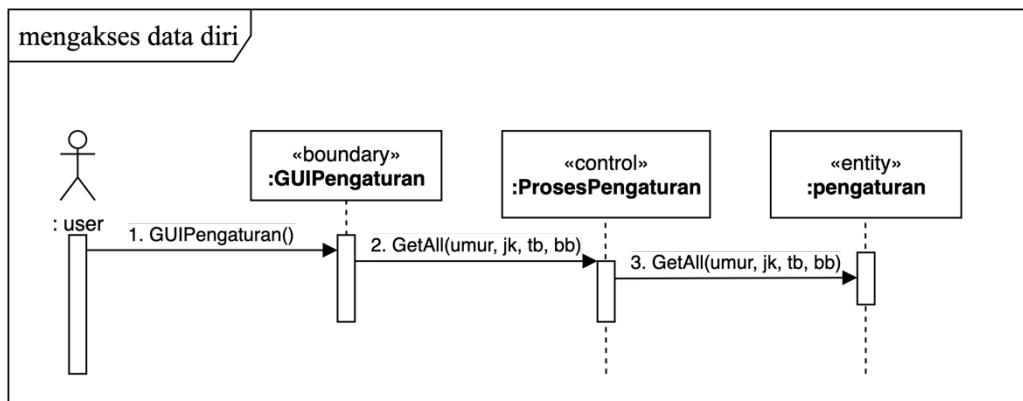 mengakses data diri
«boundary»
:GUIPengaturan
«control»
:ProsesPengaturan
«entity»
:pengaturan
: user
1. GUIPengaturan()
2. GetAll(umur, jk, tb, bb)
3. GetAll(umur, jk, tb, bb)